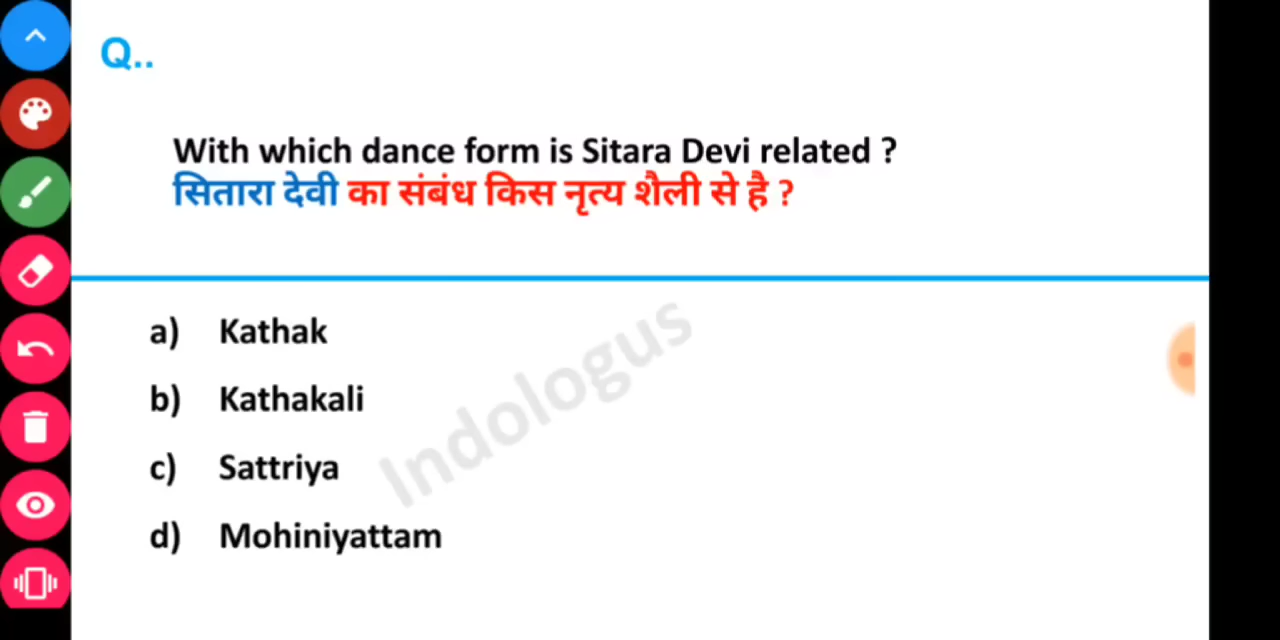 Q..
With which dance form is Sitara Devi related ?
सितारा देवी का संबंध किस नृत्य शैली से है ?
a) Kathak
b) Kathakali
c) Sattriya
d) Mohiniyattam
Indologus